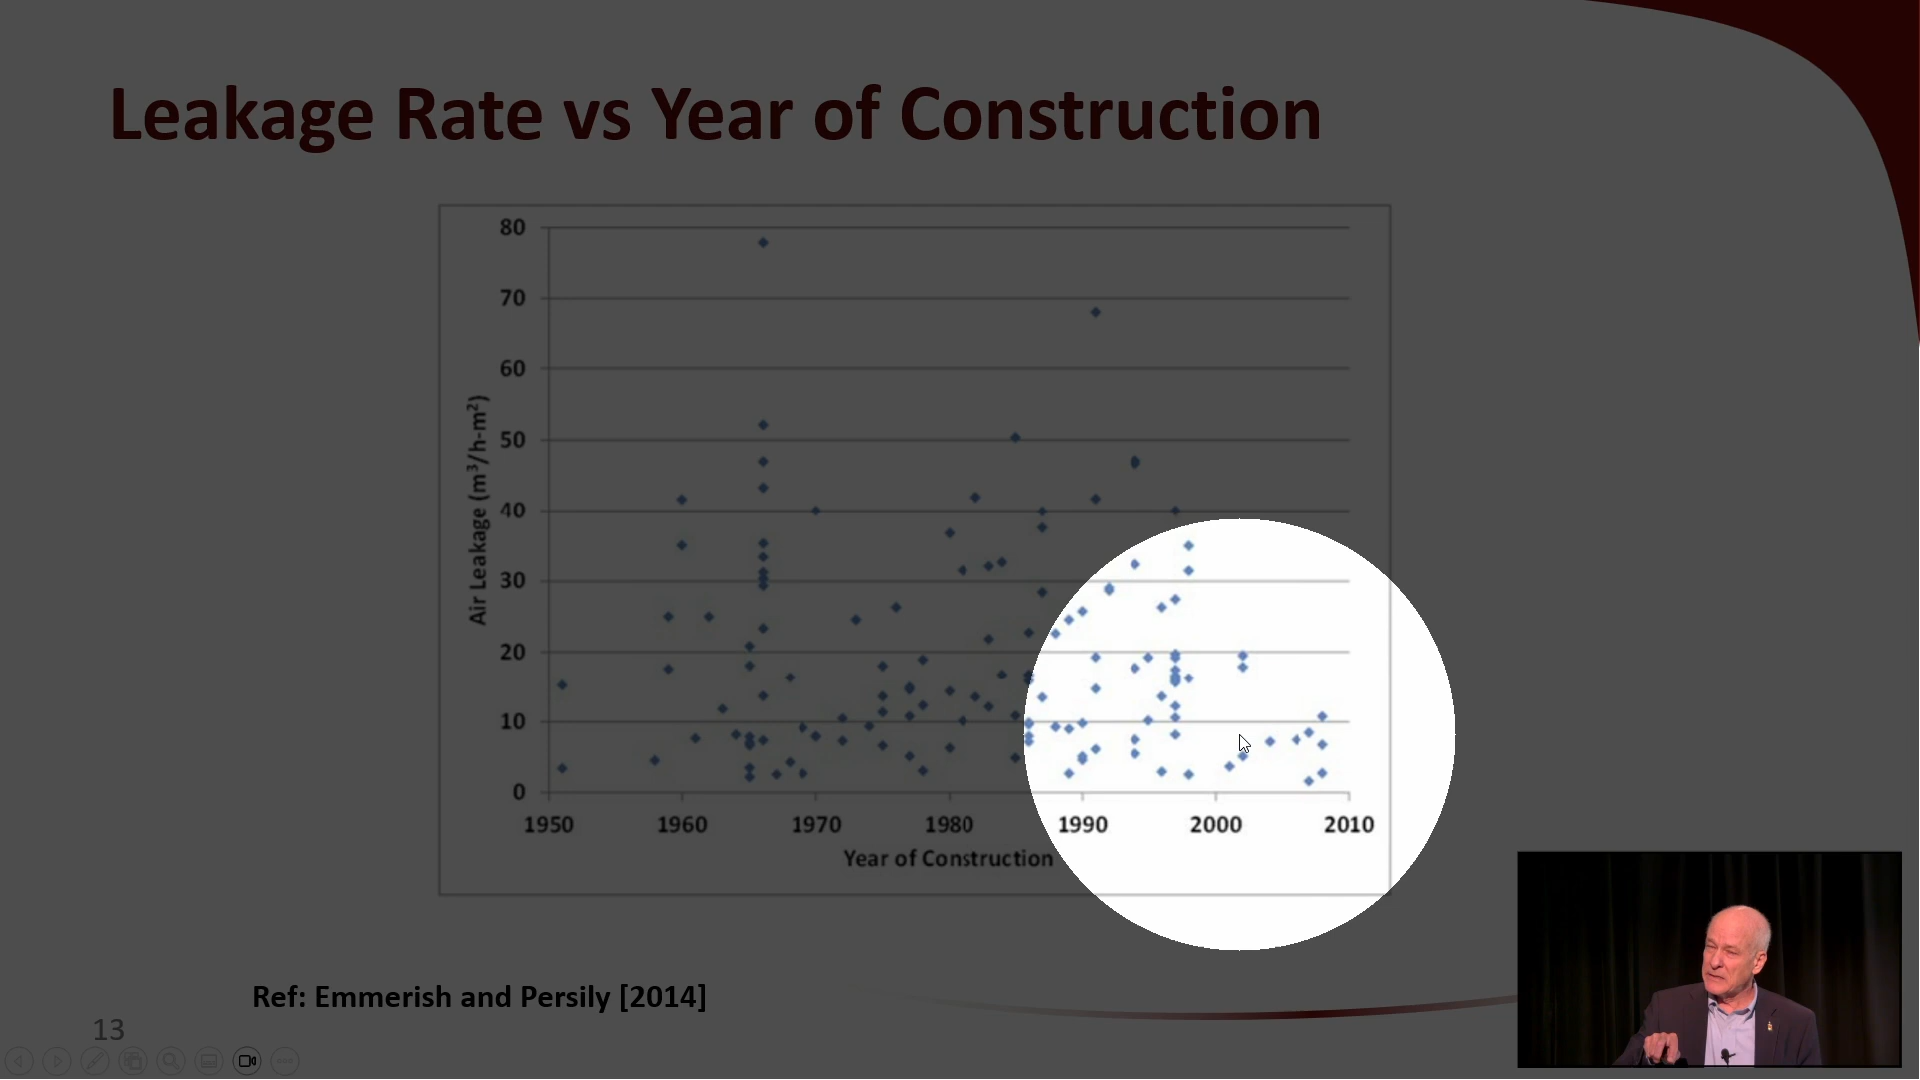 Leakage Rate vs Year of Construction
80
70
60
50
40
30
20
10
0
Air Leakage (m³/h-m²)
1950 1960 1970 1980 1990 2000 2010
Year of Construction
Ref: Emmerish and Persily [2014]
13